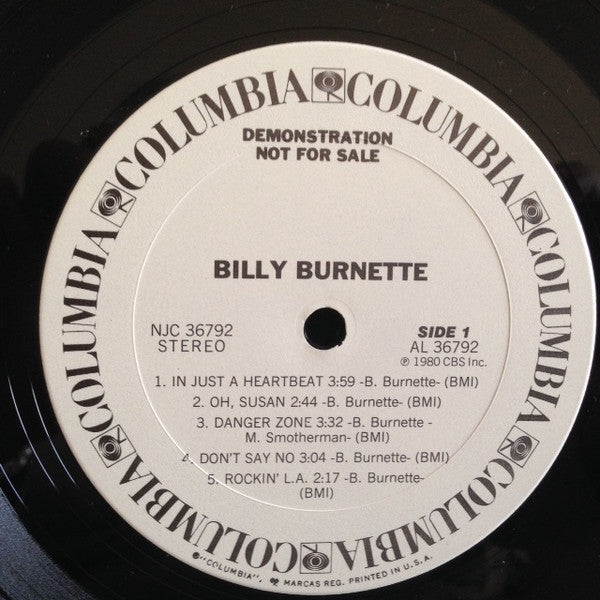 COLUMBIA COLUMBIA COLUMBIA COLUMBIA COLUMBIA COLUMBIA
DEMONSTRATION
NOT FOR SALE
BILLY BURNETTE
NJC 36792
STEREO
SIDE 1
AL 36792
℗ 1980 CBS Inc.
1. IN JUST A HEARTBEAT 3:59 -B. Burnette- (BMI)
2. OH, SUSAN 2:44 -B. Burnette- (BMI)
3. DANGER ZONE 3:32 -B. Burnette -
M. Smotherman- (BMI)
4. DON'T SAY NO 3:04 -B. Burnette- (BMI)
5. ROCKIN' L.A. 2:17 -B. Burnette-
(BMI)
"COLUMBIA", MARCAS REG. PRINTED IN U.S.A.